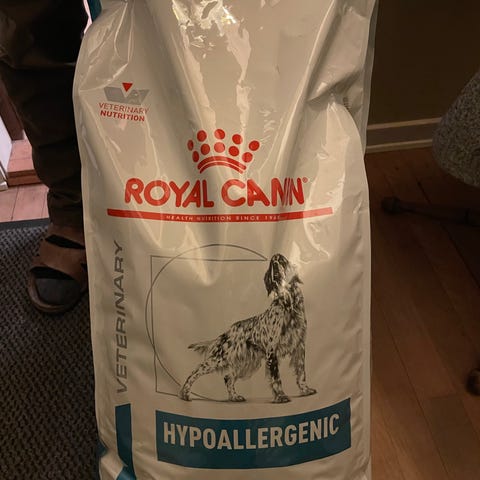 VETERINARY
NUTRITION
ROYAL CANIN
HEALTH NUTRITION SINCE 1968
VETERINARY
HYPOALLERGENIC